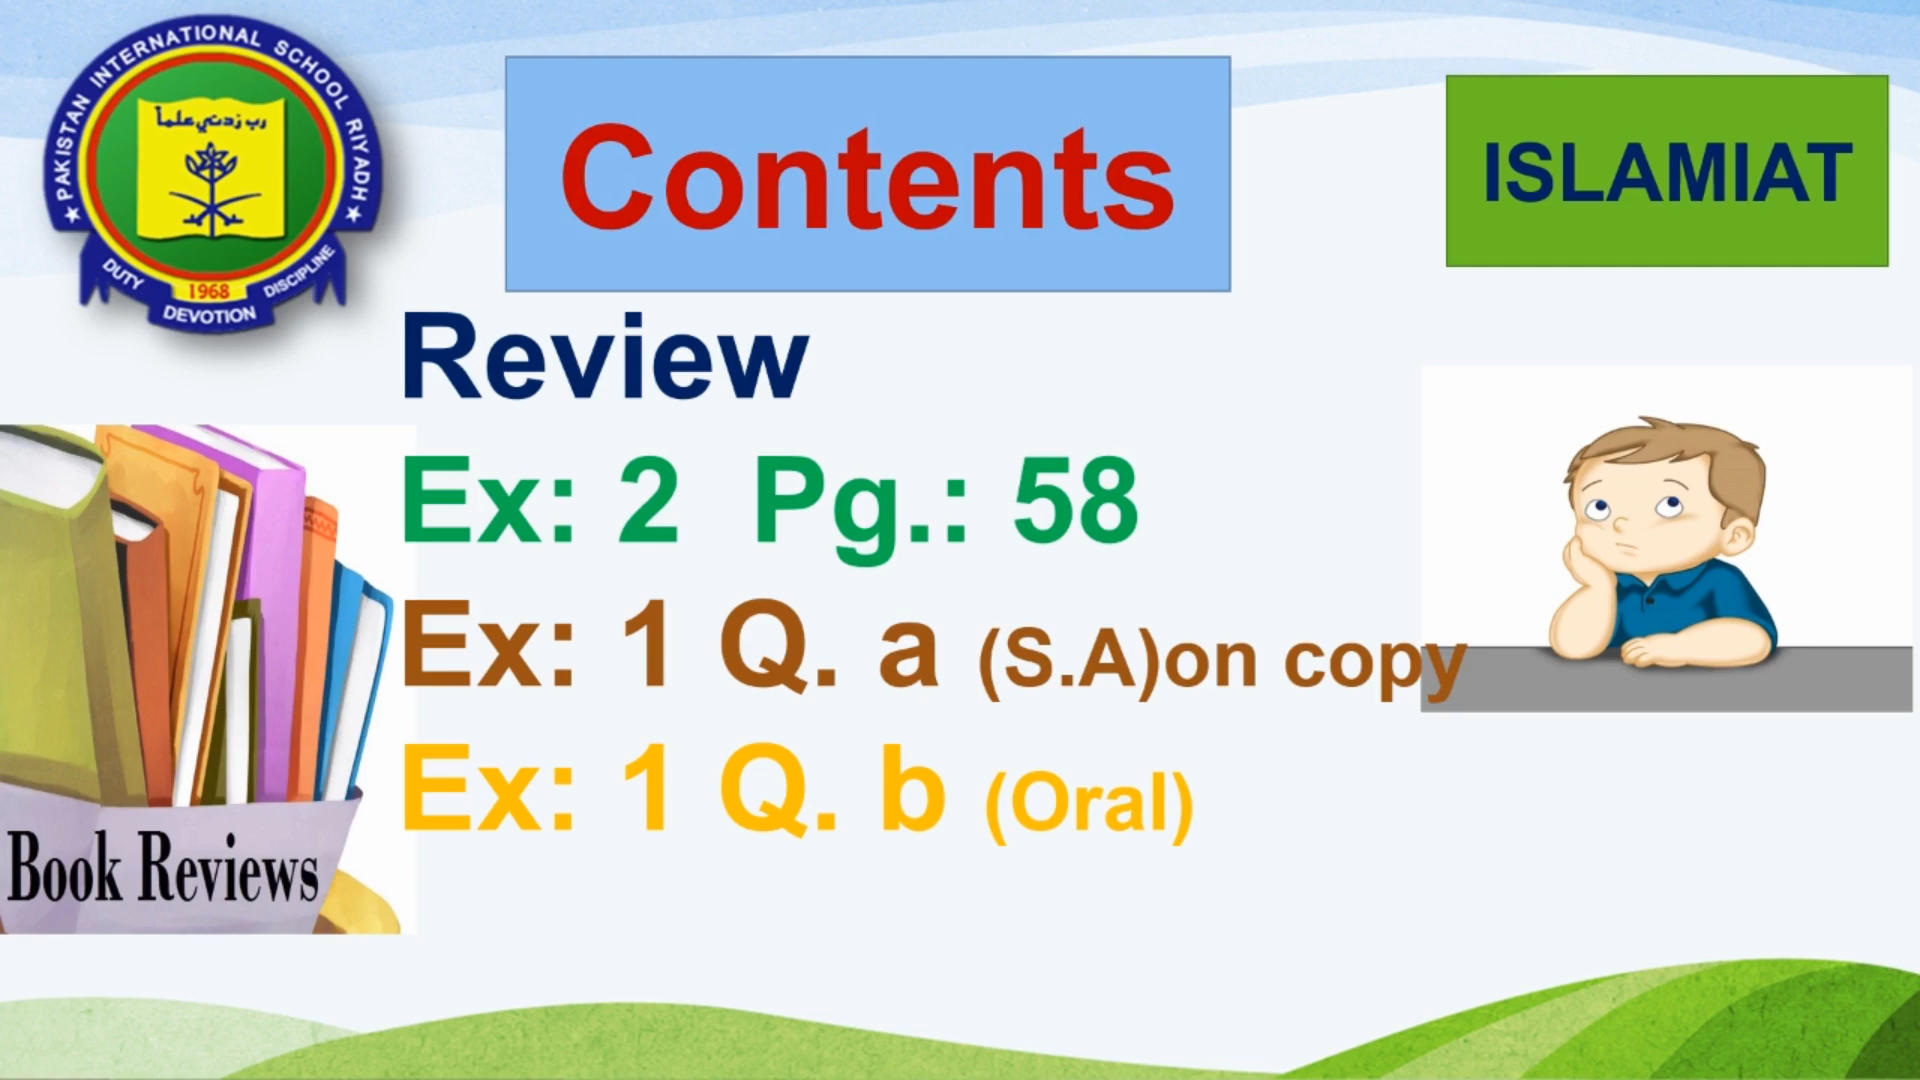 PAKISTAN INTERNATIONAL SCHOOL RIYADH
رب زدني علماً
DUTY
1968
DISCIPLINE
DEVOTION
Contents
ISLAMIAT
Review
Ex: 2 Pg.: 58
Ex: 1 Q. a (S.A)on copy
Ex: 1 Q. b (Oral)
Book Reviews